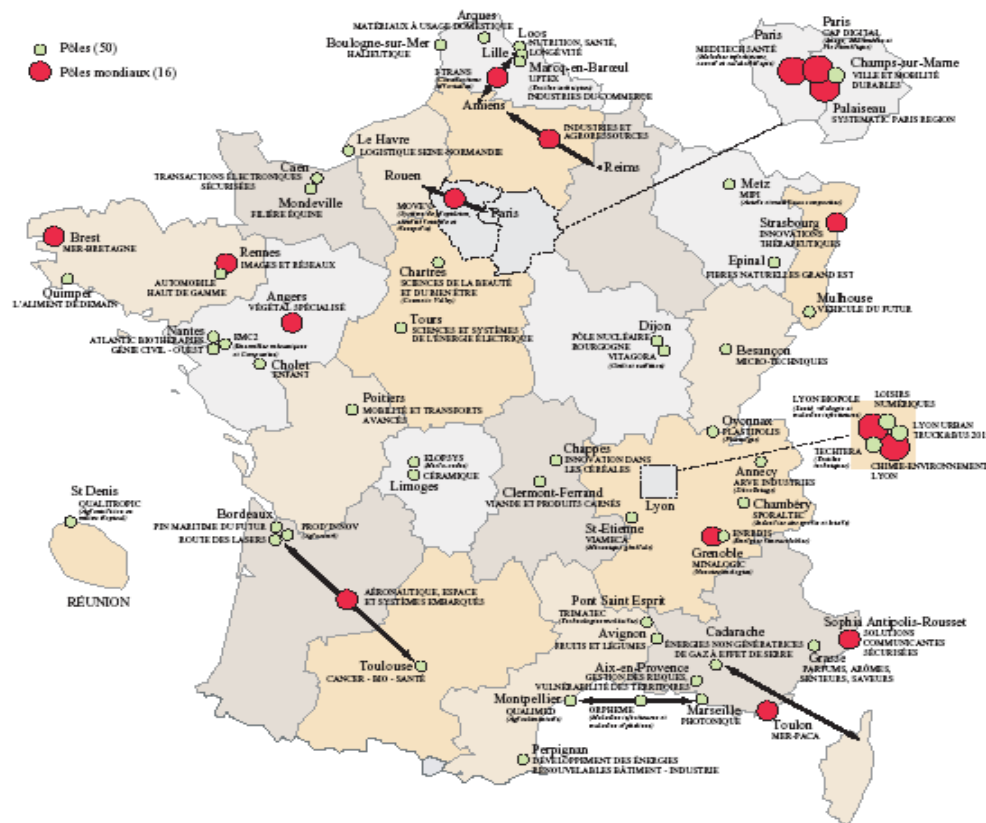 Pôles (50)
Pôles mondiaux (16)
Arques
MATÉRIAUX À USAGE DOMESTIQUE
Boulogne-sur-Mer
HALIEUTIQUE
Loos
NUTRITION, SANTÉ,
LONGÉVITÉ
Lille
I-TRANS
Marcq-en-Barœul
UPTEX
INDUSTRIES DU COMMERCE
Paris
MEDITECH SANTÉ
Paris
CAP DIGITAL
Champs-sur-Marne
VILLE ET MOBILITÉ
DURABLES
Palaiseau
SYSTEMATIC PARIS REGION
Amiens
INDUSTRIES ET
AGRORESSOURCES
Reims
Le Havre
LOGISTIQUE SEINE-NORMANDIE
Caen
TRANSACTIONS ÉLECTRONIQUES
SÉCURISÉES
Mondeville
FILIÈRE ÉQUINE
Rouen
MOVEO
Paris
Metz
MIPI
Strasbourg
INNOVATIONS
THÉRAPEUTIQUES
Epinal
FIBRES NATURELLES GRAND EST
Mulhouse
VÉHICULE DU FUTUR
Brest
MER-BRETAGNE
Rennes
IMAGES ET RÉSEAUX
AUTOMOBILE
HAUT DE GAMME
Quimper
L'ALIMENT DE DEMAIN
Chartres
SCIENCES DE LA BEAUTÉ
ET DU BIEN ÊTRE
(Cosmetic Valley)
Angers
VÉGÉTAL SPÉCIALISÉ
Tours
SCIENCES ET SYSTÈMES
DE L'ÉNERGIE ÉLECTRIQUE
Nantes
ATLANTIC BIOTHÉRAPIES
GÉNIE CIVIL - OUEST
EMC2
Cholet
ENFANT
Dijon
PÔLE NUCLÉAIRE
BOURGOGNE
VITAGORA
Besançon
MICRO-TECHNIQUES
Poitiers
MOBILITÉ ET TRANSPORTS
AVANCÉS
LYON BIOPOLE
LOISIRS
NUMÉRIQUES
LYON URBAN
TRUCK&BUS 201
TECHTERA
CHIMIE-ENVIRONNEMENT
LYON
Oyonnax
PLASTIPOLIS
Annecy
ARVE INDUSTRIES
Chambéry
SPORALTEC
Chappes
INNOVATION DANS
LES CÉRÉALES
ELOPSYS
CÉRAMIQUE
Limoges
Clermont-Ferrand
VIANDE ET PRODUITS CARNÉS
Lyon
St-Etienne
VIAMECA
ENRRDIS
Grenoble
MINALOGIC
St Denis
QUALITROPIC
RÉUNION
Bordeaux
PIN MARITIME DU FUTUR
ROUTE DES LASERS
PROD'INNOV
AÉRONAUTIQUE, ESPACE
ET SYSTÈMES EMBARQUÉS
Toulouse
CANCER - BIO - SANTÉ
Pont Saint Esprit
TRIMATEC
Avignon
FRUITS ET LÉGUMES
Cadarache
ÉNERGIES NON GÉNÉRATRICES
DE GAZ À EFFET DE SERRE
Sophia Antipolis-Rousset
SOLUTIONS
COMMUNICANTES
SÉCURISÉES
Grasse
PARFUMS, ARÔMES,
SENTEURS, SAVEURS
Aix-en-Provence
GESTION DES RISQUES,
VULNÉRABILITÉ DES TERRITOIRES
Montpellier
QUALIMED
ORPHEME
Marseille
PHOTONIQUE
Toulon
MER-PACA
Perpignan
DÉVELOPPEMENT DES ÉNERGIES
RENOUVELABLES BÂTIMENT - INDUSTRIE